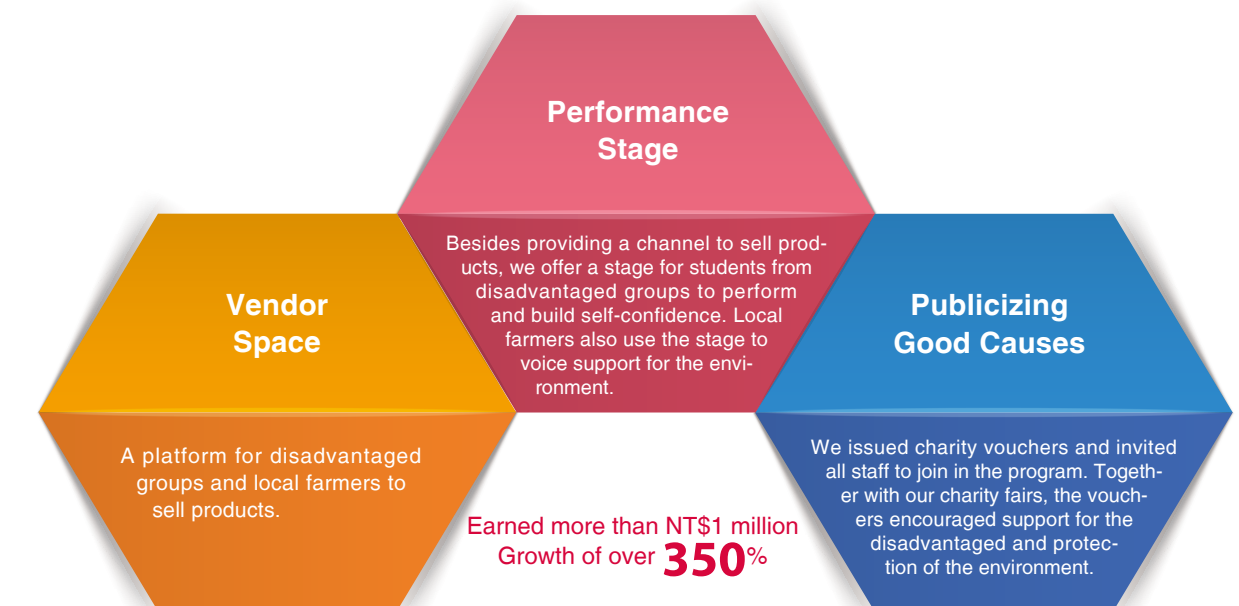 Performance
Stage
Besides providing a channel to sell prod-
ucts, we offer a stage for students from
disadvantaged groups to perform
and build self-confidence. Local
farmers also use the stage to
voice support for the envi-
ronment.
Vendor
Space
A platform for disadvantaged
groups and local farmers to
sell products.
Publicizing
Good Causes
We issued charity vouchers and invited
all staff to join in the program. Togeth-
er with our charity fairs, the vouch-
ers encouraged support for the
disadvantaged and protec-
tion of the environment.
Earned more than NT$1 million
Growth of over 350%